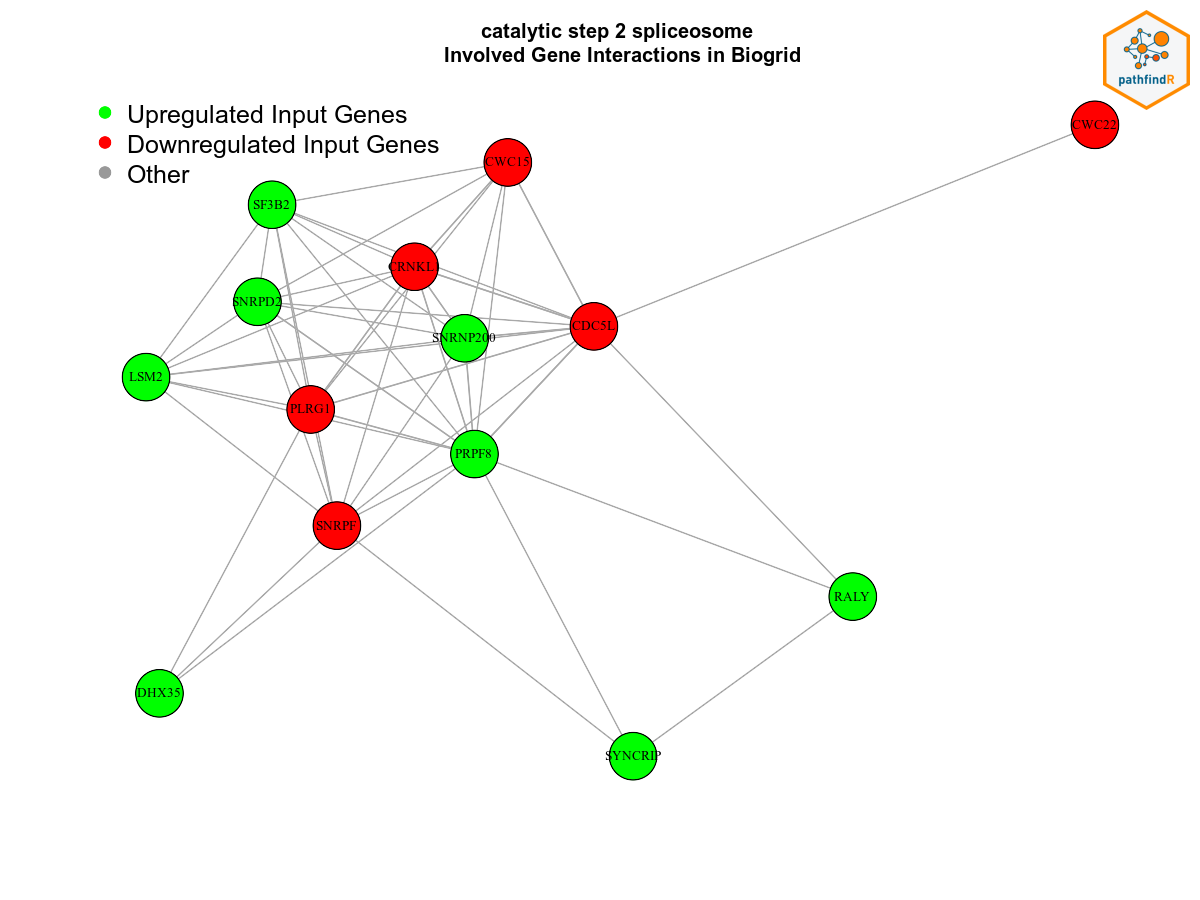 catalytic step 2 spliceosome
Involved Gene Interactions in Biogrid
pathfindR
Upregulated Input Genes
Downregulated Input Genes
Other
CWC22
CWC15
SF3B2
CRNKL
SNRPD2
CDC5L
SNRNP200
LSM2
PLRG1
PRPF8
SNRPF
RALY
DHX35
SYNCRIP